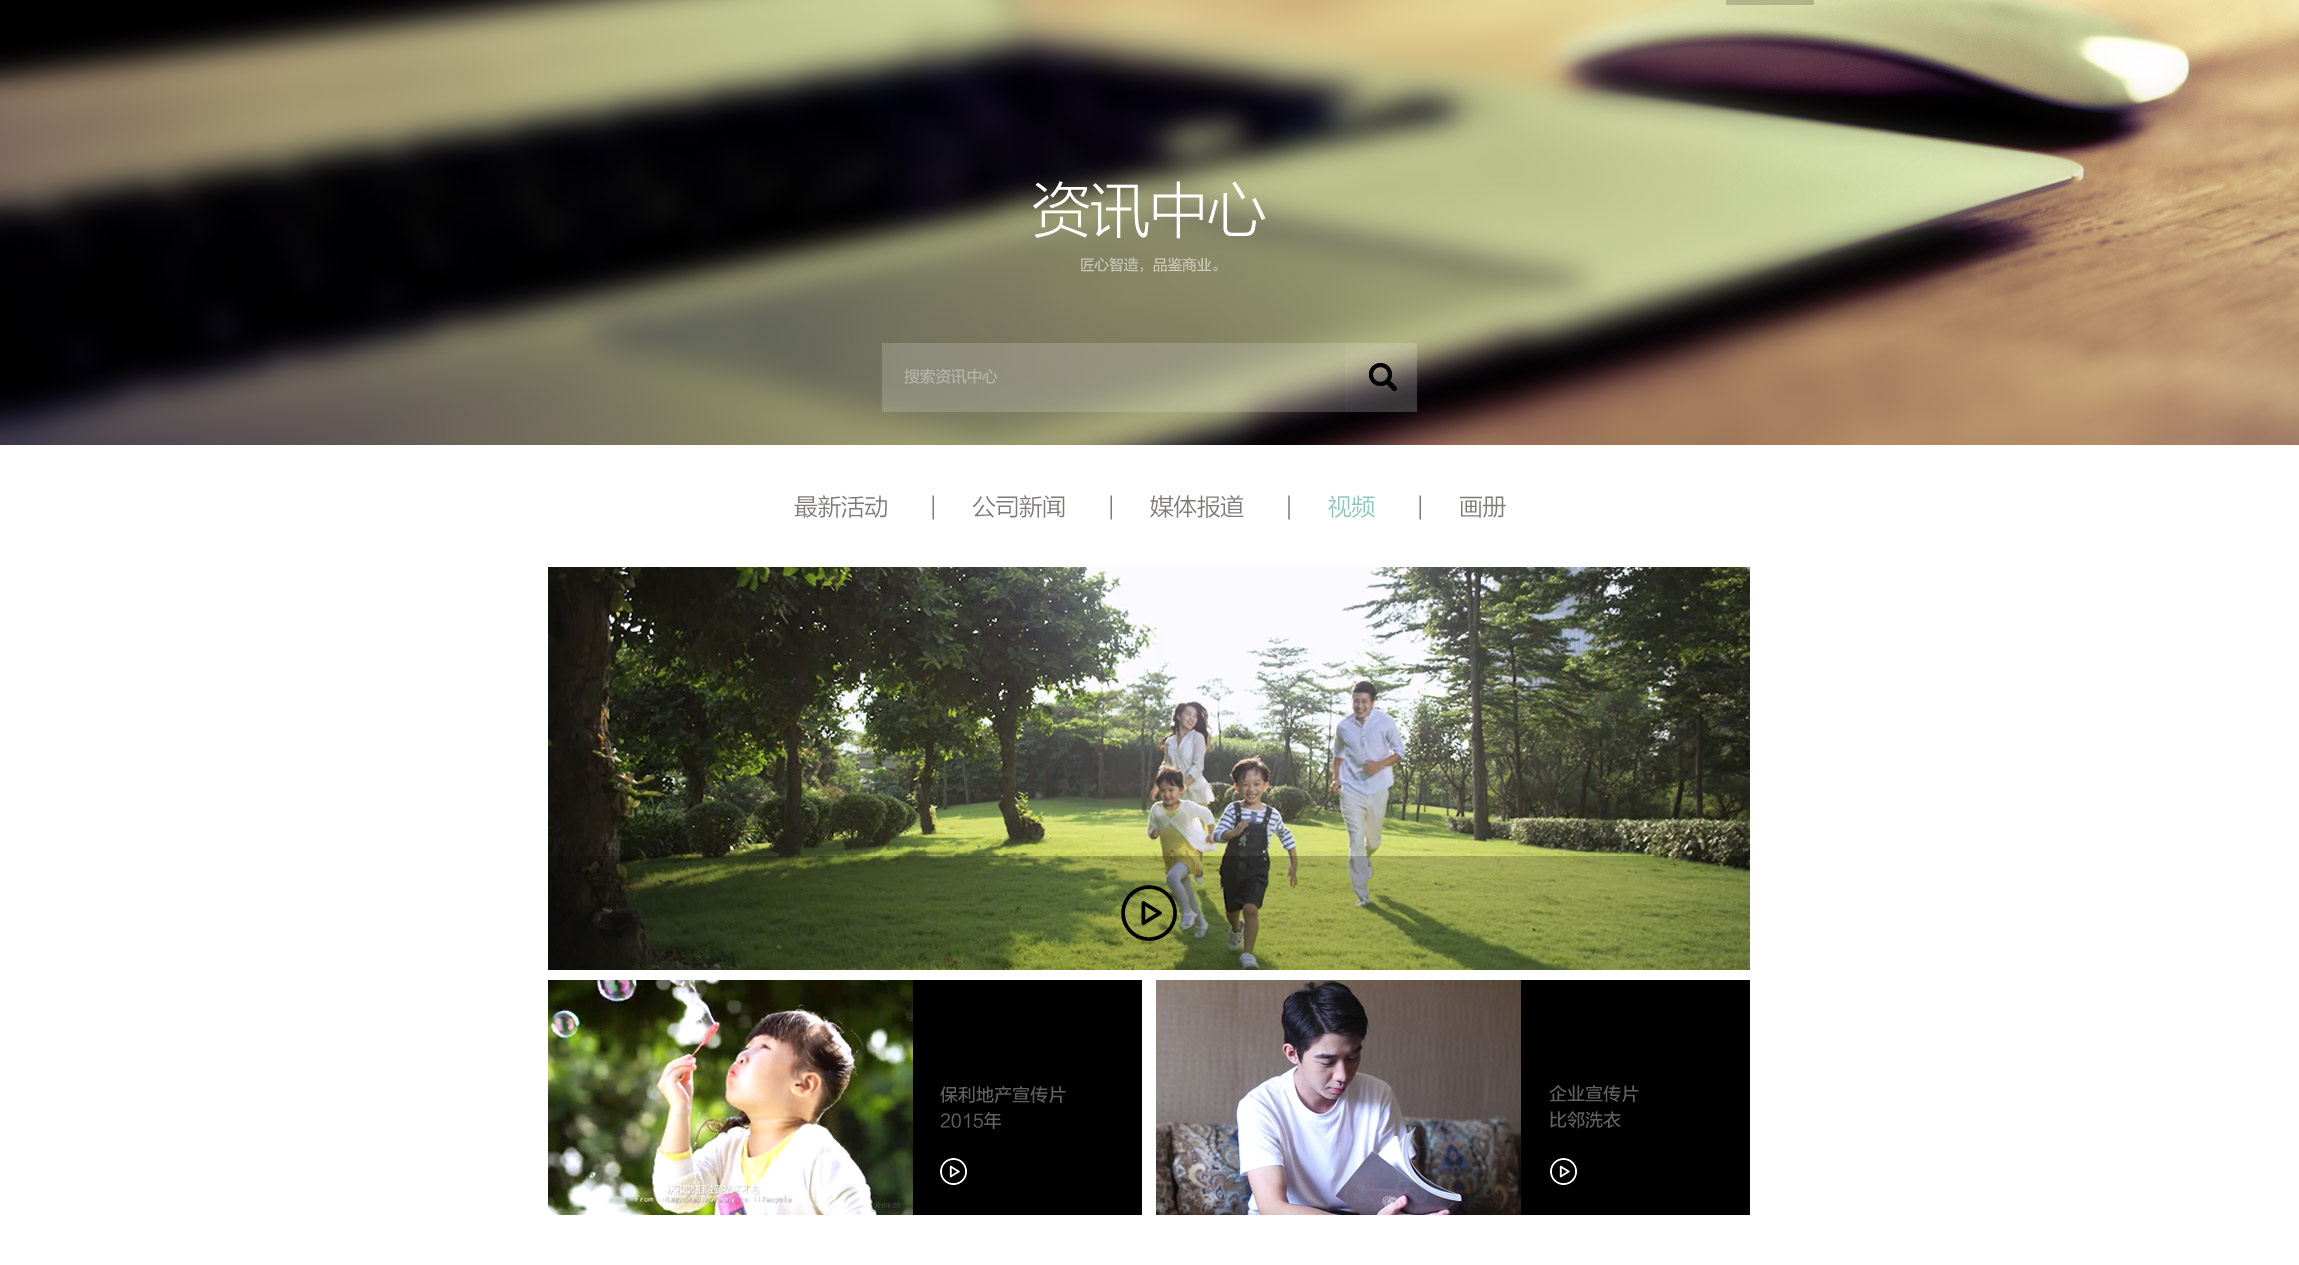 资讯中心
匠心智造，品鉴商业。
搜索资讯中心
最新活动 | 公司新闻 | 媒体报道 | 视频 | 画册
保利地产宣传片
2015年
企业宣传片
比邻洗衣